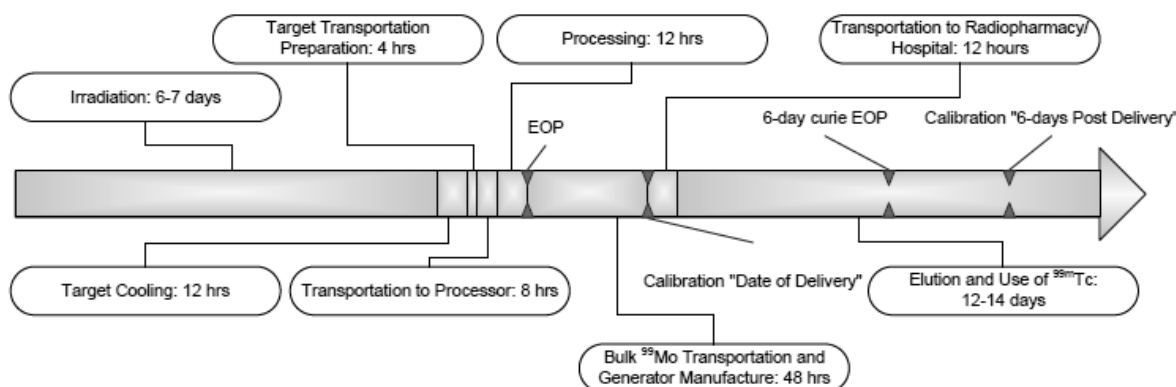 Target Transportation
Preparation: 4 hrs
Processing: 12 hrs
Transportation to Radiopharmacy/
Hospital: 12 hours
Irradiation: 6-7 days
EOP
6-day curie EOP
Calibration "6-days Post Delivery"
Target Cooling: 12 hrs
Transportation to Processor: 8 hrs
Calibration "Date of Delivery"
Elution and Use of ⁹⁹ᵐTc:
12-14 days
Bulk ⁹⁹Mo Transportation and
Generator Manufacture: 48 hrs